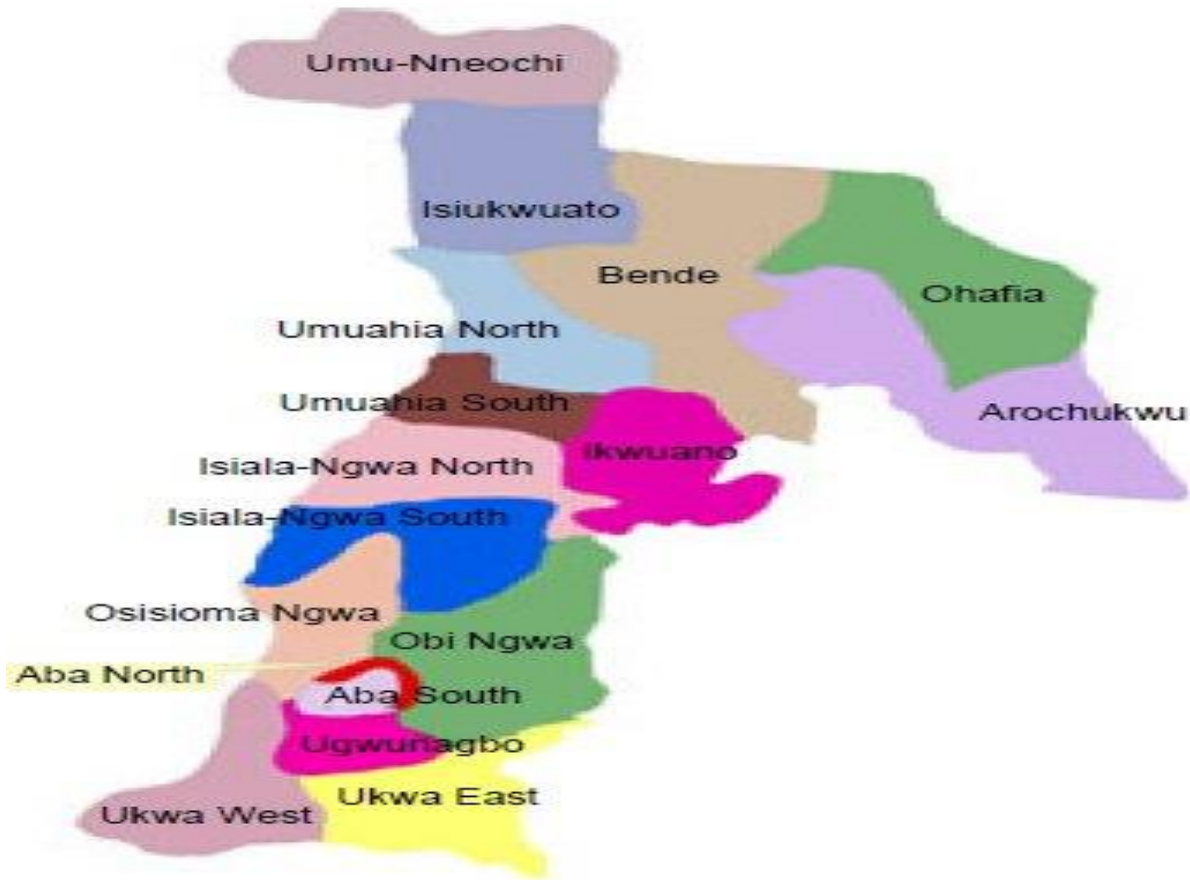 Umu-Nneochi
Isiukwuato
Bende
Ohafia
Umuahia North
Umuahia South
Arochukwu
Ikwuano
Isiala-Ngwa North
Isiala-Ngwa South
Osisioma Ngwa
Obi Ngwa
Aba North
Aba South
Ugwunagbo
Ukwa East
Ukwa West